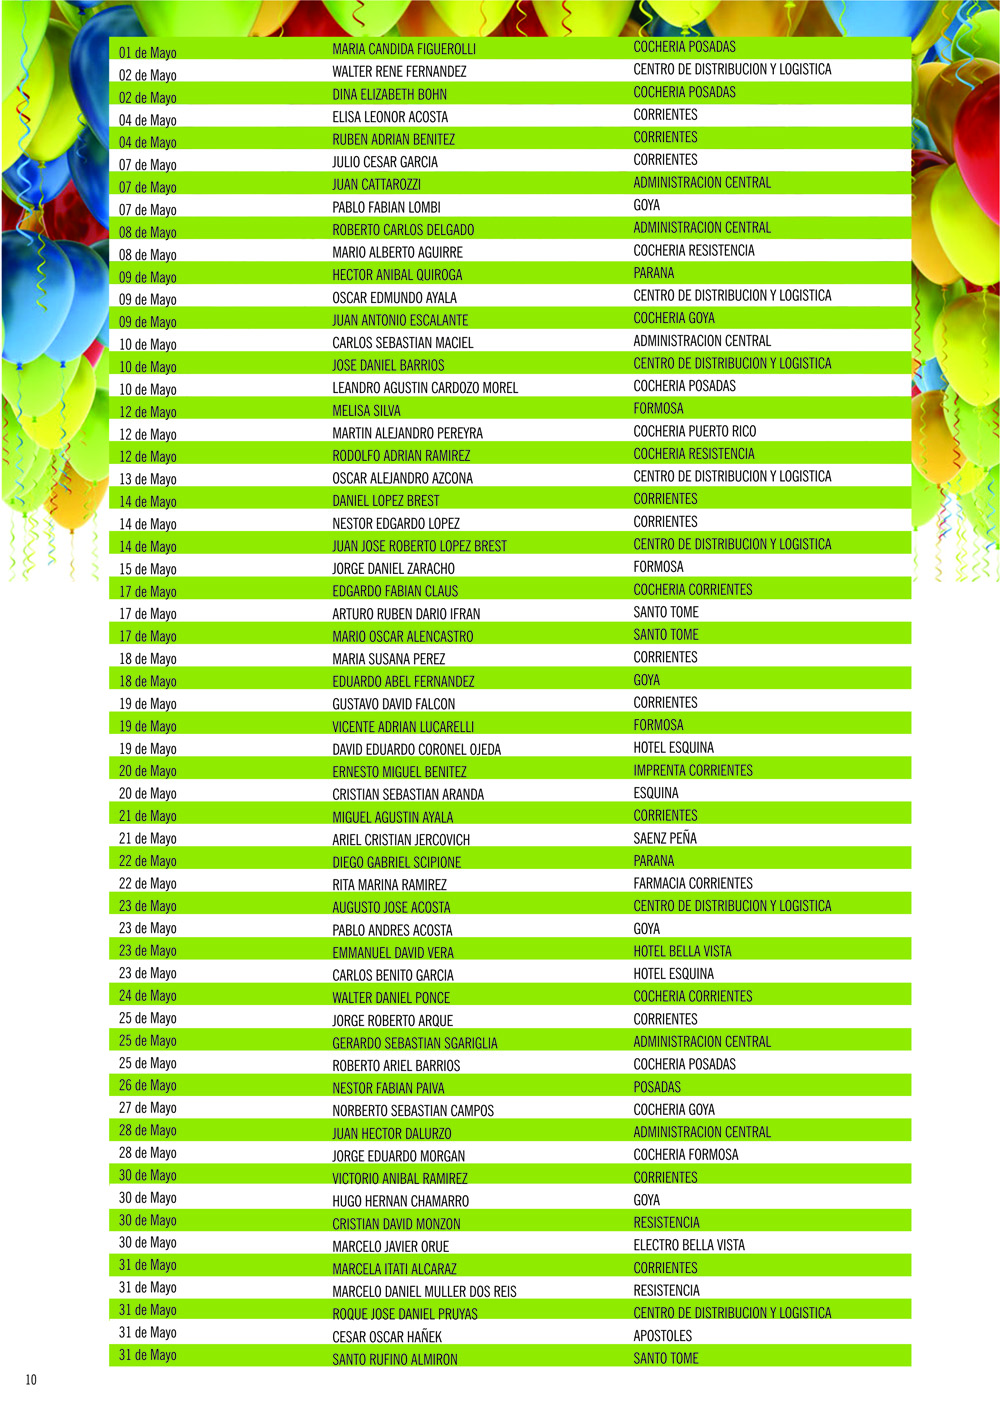 01 de Mayo MARIA CANDIDA FIGUEROLLI COCHERIA POSADAS
02 de Mayo WALTER RENE FERNANDEZ CENTRO DE DISTRIBUCION Y LOGISTICA
02 de Mayo DINA ELIZABETH BOHN COCHERIA POSADAS
04 de Mayo ELISA LEONOR ACOSTA CORRIENTES
04 de Mayo RUBEN ADRIAN BENITEZ CORRIENTES
07 de Mayo JULIO CESAR GARCIA CORRIENTES
07 de Mayo JUAN CATTAROZZI ADMINISTRACION CENTRAL
07 de Mayo PABLO FABIAN LOMBI GOYA
08 de Mayo ROBERTO CARLOS DELGADO ADMINISTRACION CENTRAL
08 de Mayo MARIO ALBERTO AGUIRRE COCHERIA RESISTENCIA
09 de Mayo HECTOR ANIBAL QUIROGA PARANA
09 de Mayo OSCAR EDMUNDO AYALA CENTRO DE DISTRIBUCION Y LOGISTICA
09 de Mayo JUAN ANTONIO ESCALANTE COCHERIA GOYA
10 de Mayo CARLOS SEBASTIAN MACIEL ADMINISTRACION CENTRAL
10 de Mayo JOSE DANIEL BARRIOS CENTRO DE DISTRIBUCION Y LOGISTICA
10 de Mayo LEANDRO AGUSTIN CARDOZO MOREL COCHERIA POSADAS
12 de Mayo MELISA SILVA FORMOSA
12 de Mayo MARTIN ALEJANDRO PEREYRA COCHERIA PUERTO RICO
12 de Mayo RODOLFO ADRIAN RAMIREZ COCHERIA RESISTENCIA
13 de Mayo OSCAR ALEJANDRO AZCONA CENTRO DE DISTRIBUCION Y LOGISTICA
14 de Mayo DANIEL LOPEZ BREST CORRIENTES
14 de Mayo NESTOR EDGARDO LOPEZ CORRIENTES
14 de Mayo JUAN JOSE ROBERTO LOPEZ BREST CENTRO DE DISTRIBUCION Y LOGISTICA
15 de Mayo JORGE DANIEL ZARACHO FORMOSA
17 de Mayo EDGARDO FABIAN CLAUS COCHERIA CORRIENTES
17 de Mayo ARTURO RUBEN DARIO IFRAN SANTO TOME
17 de Mayo MARIO OSCAR ALENCASTRO SANTO TOME
18 de Mayo MARIA SUSANA PEREZ CORRIENTES
18 de Mayo EDUARDO ABEL FERNANDEZ GOYA
19 de Mayo GUSTAVO DAVID FALCON CORRIENTES
19 de Mayo VICENTE ADRIAN LUCARELLI FORMOSA
19 de Mayo DAVID EDUARDO CORONEL OJEDA HOTEL ESQUINA
20 de Mayo ERNESTO MIGUEL BENITEZ IMPRENTA CORRIENTES
20 de Mayo CRISTIAN SEBASTIAN ARANDA ESQUINA
21 de Mayo MIGUEL AGUSTIN AYALA CORRIENTES
21 de Mayo ARIEL CRISTIAN JERCOVICH SAENZ PEÑA
22 de Mayo DIEGO GABRIEL SCIPIONE PARANA
22 de Mayo RITA MARINA RAMIREZ FARMACIA CORRIENTES
23 de Mayo AUGUSTO JOSE ACOSTA CENTRO DE DISTRIBUCION Y LOGISTICA
23 de Mayo PABLO ANDRES ACOSTA GOYA
23 de Mayo EMMANUEL DAVID VERA HOTEL BELLA VISTA
23 de Mayo CARLOS BENITO GARCIA HOTEL ESQUINA
24 de Mayo WALTER DANIEL PONCE COCHERIA CORRIENTES
25 de Mayo JORGE ROBERTO ARQUE CORRIENTES
25 de Mayo GERARDO SEBASTIAN SGARIGLIA ADMINISTRACION CENTRAL
25 de Mayo ROBERTO ARIEL BARRIOS COCHERIA POSADAS
26 de Mayo NESTOR FABIAN PAIVA POSADAS
27 de Mayo NORBERTO SEBASTIAN CAMPOS COCHERIA GOYA
28 de Mayo JUAN HECTOR DALURZO ADMINISTRACION CENTRAL
28 de Mayo JORGE EDUARDO MORGAN COCHERIA FORMOSA
30 de Mayo VICTORIO ANIBAL RAMIREZ CORRIENTES
30 de Mayo HUGO HERNAN CHAMARRO GOYA
30 de Mayo CRISTIAN DAVID MONZON RESISTENCIA
30 de Mayo MARCELO JAVIER ORUE ELECTRO BELLA VISTA
31 de Mayo MARCELA ITATI ALCARAZ CORRIENTES
31 de Mayo MARCELO DANIEL MULLER DOS REIS RESISTENCIA
31 de Mayo ROQUE JOSE DANIEL PRUYAS CENTRO DE DISTRIBUCION Y LOGISTICA
31 de Mayo CESAR OSCAR HAÑEK APOSTOLES
31 de Mayo SANTO RUFINO ALMIRON SANTO TOME
10